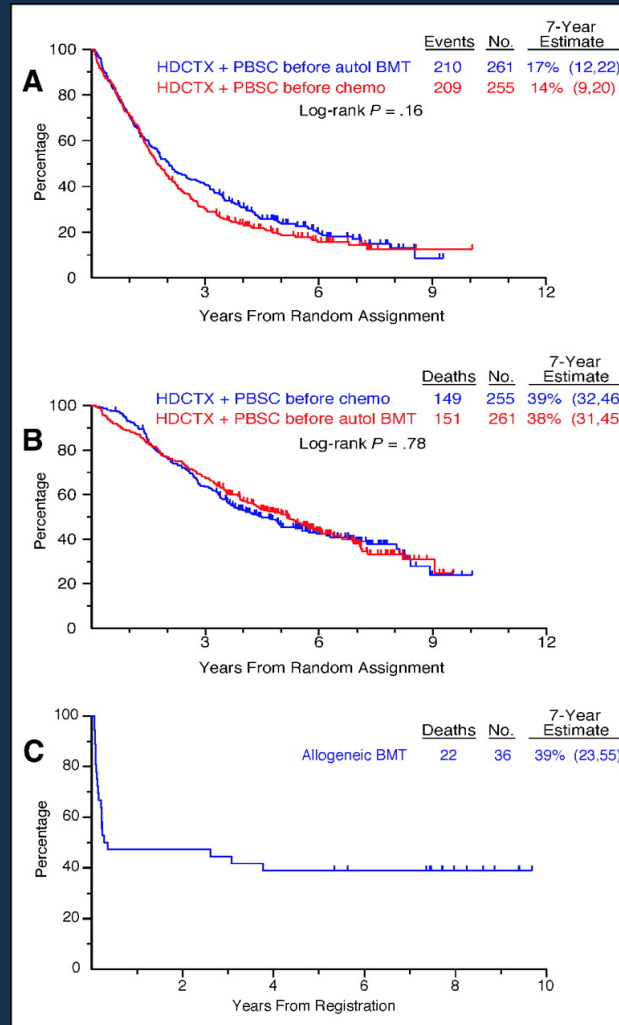 A
Events No. 7-Year Estimate
HDCTX + PBSC before autol BMT 210 261 17% (12,22)
HDCTX + PBSC before chemo 209 255 14% (9,20)
Log-rank P = .16
Percentage
100
80
60
40
20
0
3 6 9 12
Years From Random Assignment
B
Deaths No. 7-Year Estimate
HDCTX + PBSC before chemo 149 255 39% (32,46
HDCTX + PBSC before autol BMT 151 261 38% (31,45
Log-rank P = .78
Percentage
100
80
60
40
20
0
3 6 9 12
Years From Random Assignment
C
Deaths No. 7-Year Estimate
Allogeneic BMT 22 36 39% (23,55)
Percentage
100
80
60
40
20
0
2 4 6 8 10
Years From Registration